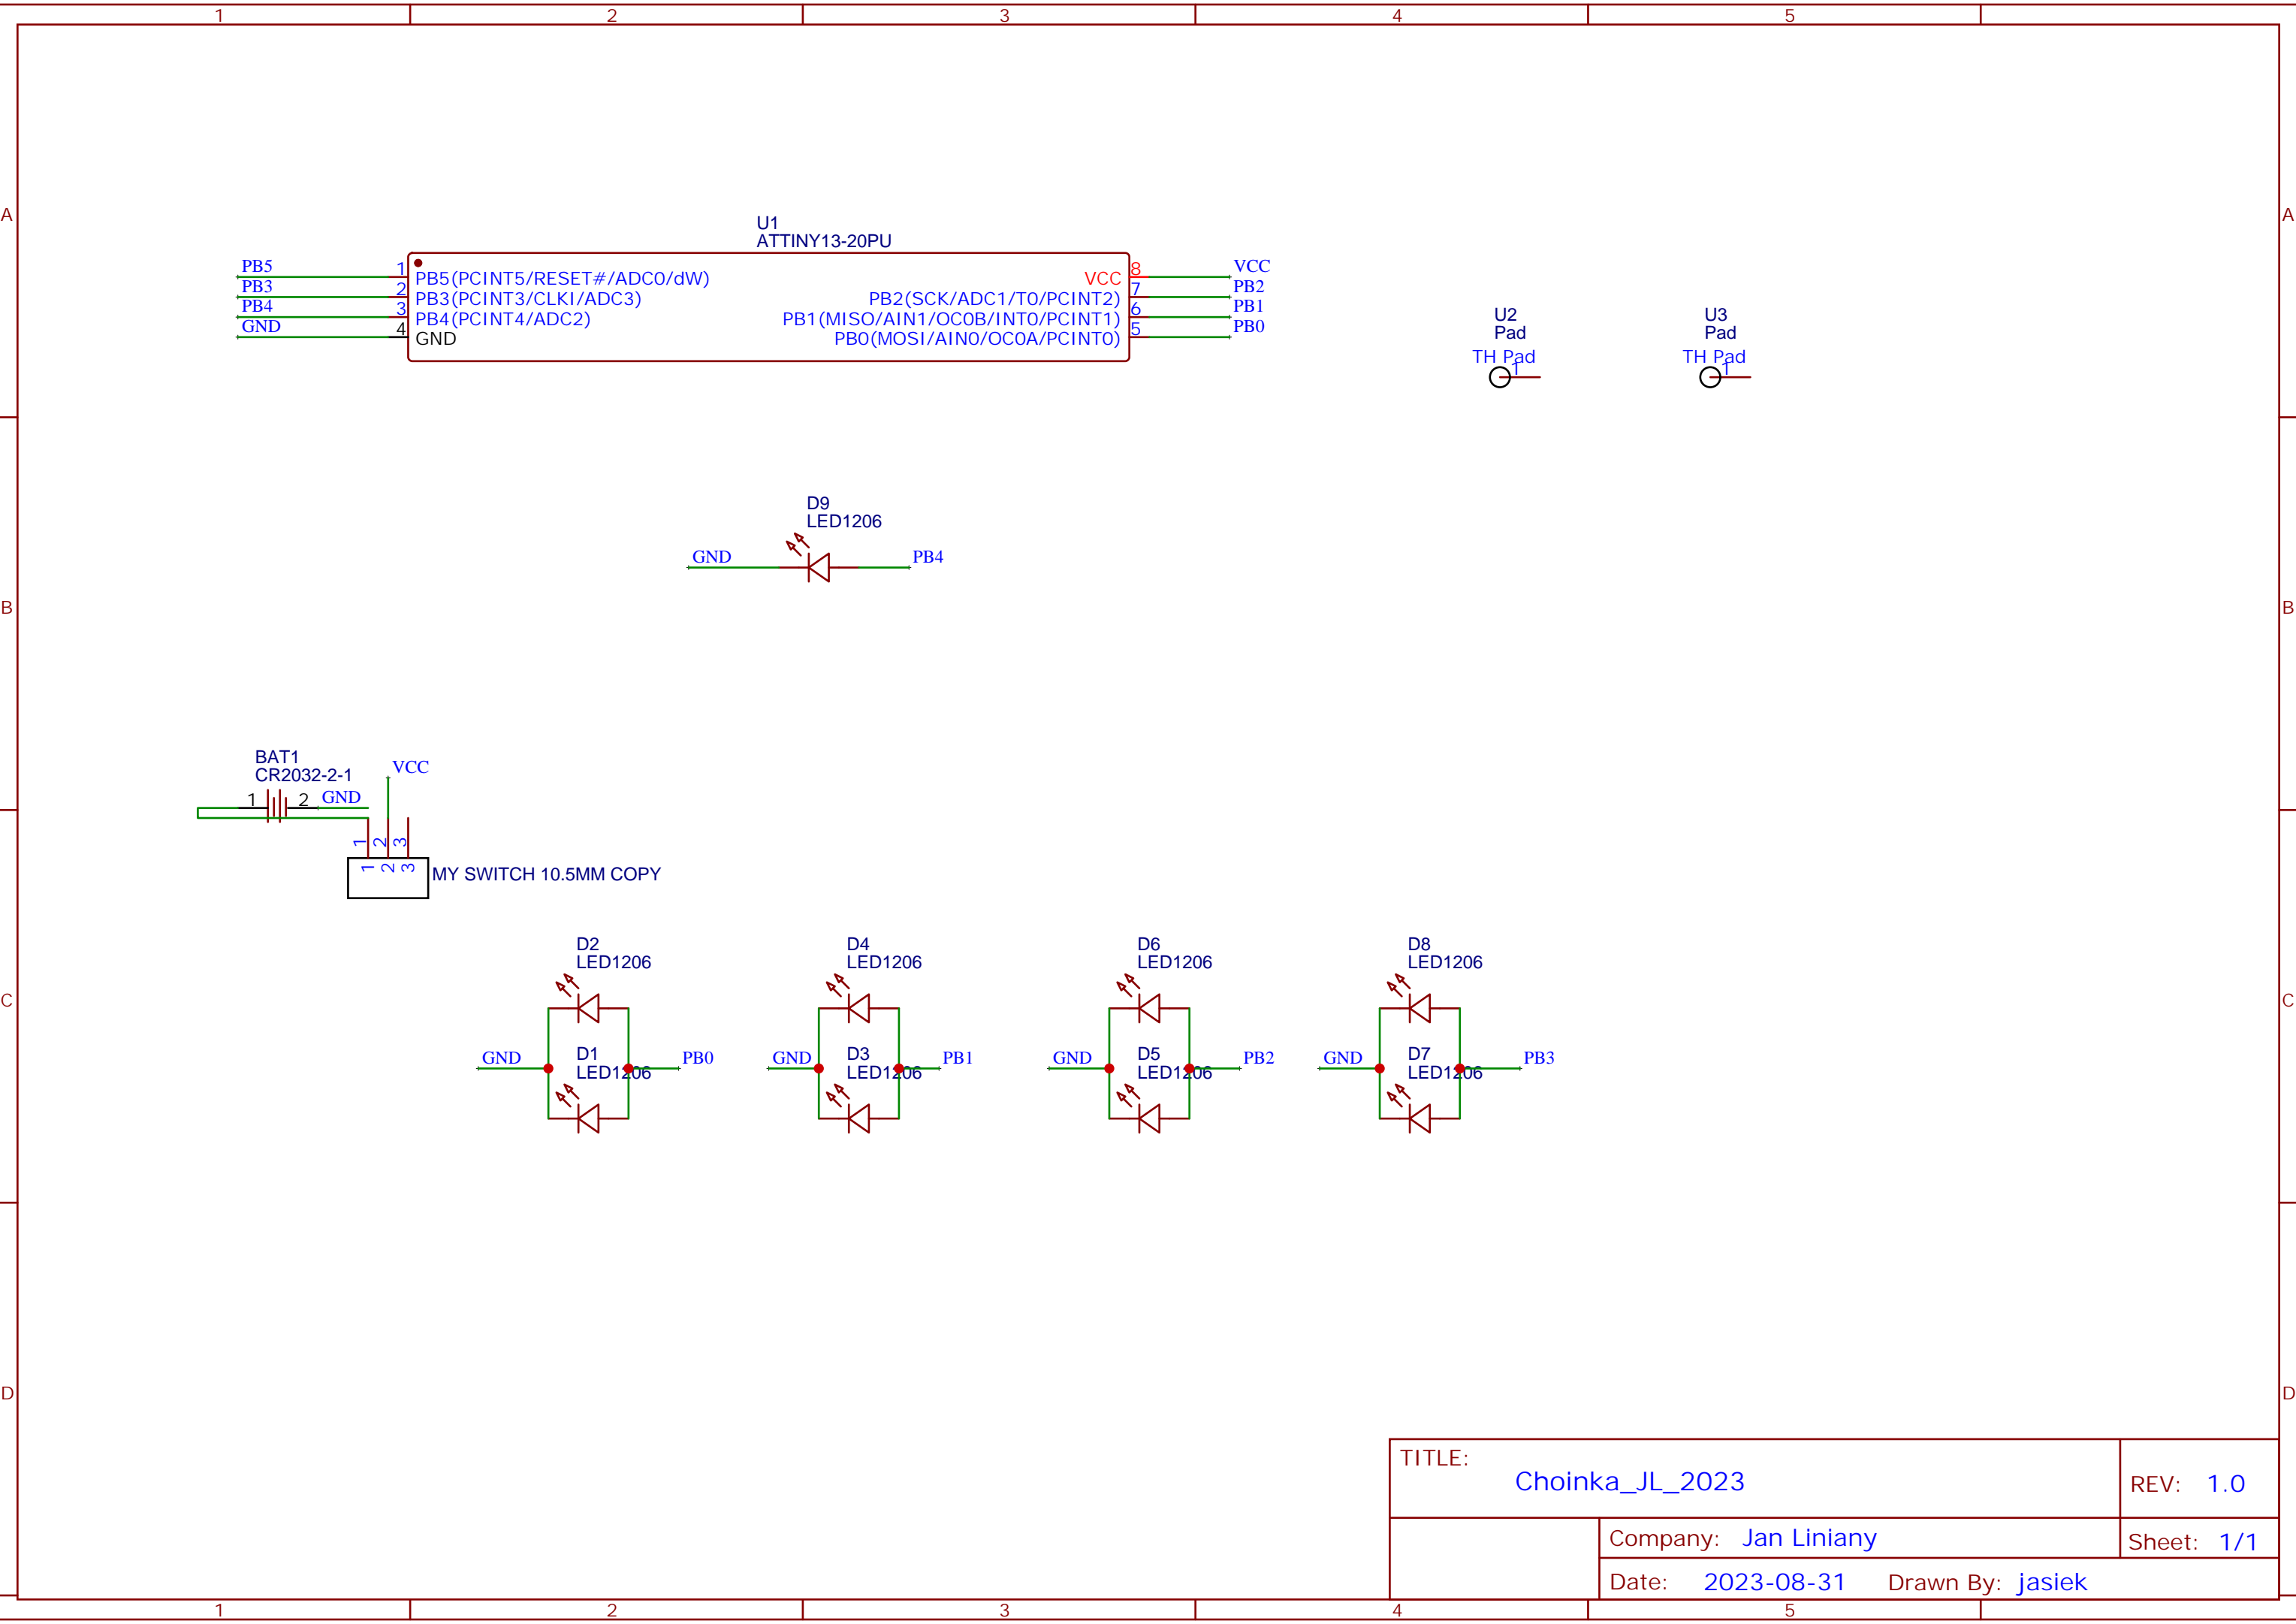 1 2 3 4 5
A A
U1
ATTINY13-20PU
PB5 1 PB5(PCINT5/RESET#/ADC0/dW) VCC 8 VCC
PB3 2 PB3(PCINT3/CLKI/ADC3) PB2(SCK/ADC1/T0/PCINT2) 7 PB2
PB4 3 PB4(PCINT4/ADC2) PB1(MISO/AIN1/OC0B/INT0/PCINT1) 6 PB1
GND 4 GND PB0(MOSI/AIN0/OC0A/PCINT0) 5 PB0
U2
Pad
TH Pad
1
U3
Pad
TH Pad
1
D9
LED1206
GND PB4
B B
BAT1
CR2032-2-1
1 2 GND
VCC
1 2 3
1 2 3
MY SWITCH 10.5MM COPY
D2
LED1206
GND PB0
D1
LED1206
D4
LED1206
GND PB1
D3
LED1206
D6
LED1206
GND PB2
D5
LED1206
D8
LED1206
GND PB3
D7
LED1206
C C
D D
TITLE:
Choinka_JL_2023
REV: 1.0
Company: Jan Liniany
Sheet: 1/1
Date: 2023-08-31 Drawn By: jasiek
1 2 3 4 5